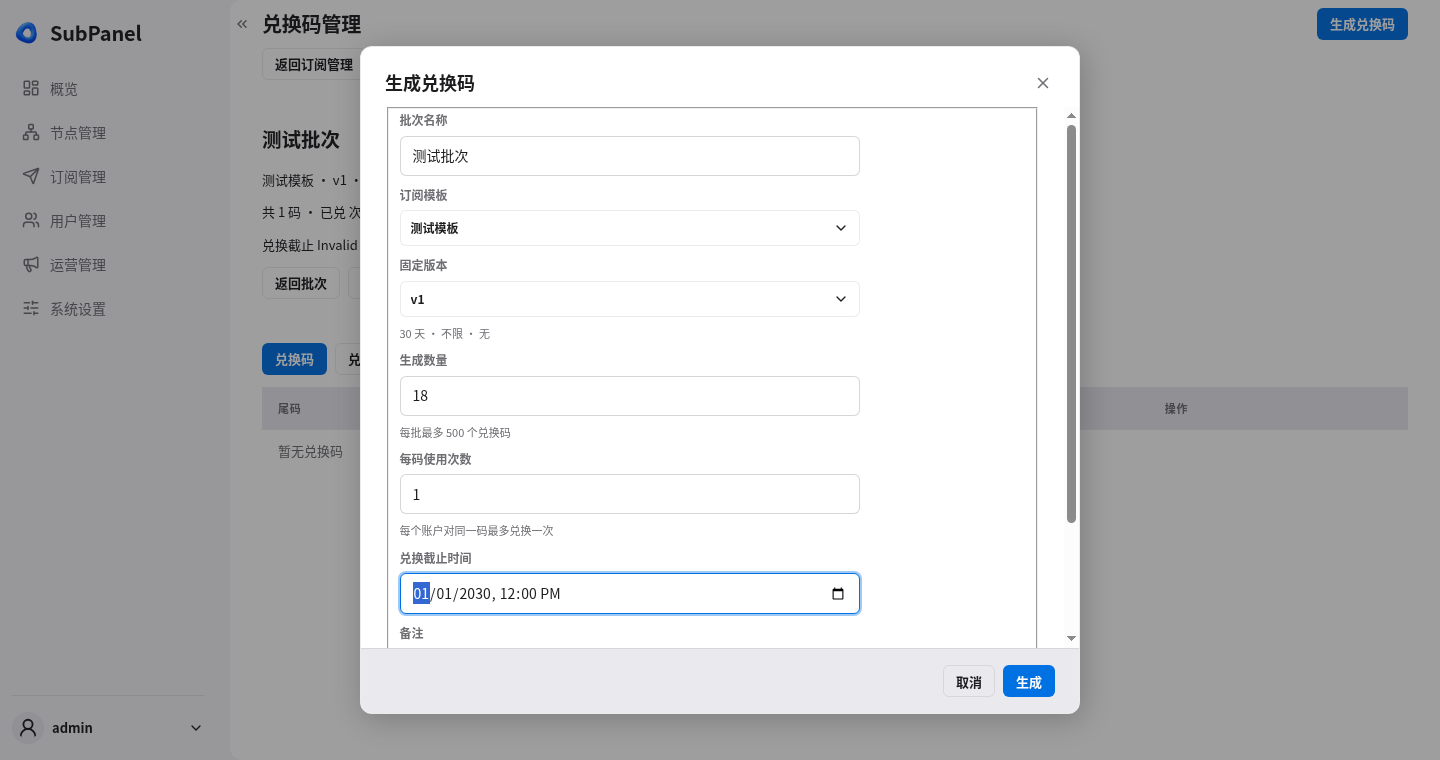 SubPanel
概览
节点管理
订阅管理
用户管理
运营管理
系统设置
admin
兑换码管理
生成兑换码
返回订阅管理
测试批次
测试模板 • v1 •
共 1 码 • 已兑 次
兑换截止 Invalid
返回批次
兑换码
兑
尾码
操作
暂无兑换码
生成兑换码
批次名称
测试批次
订阅模板
测试模板
固定版本
v1
30 天 • 不限 • 无
生成数量
18
每批最多 500 个兑换码
每码使用次数
1
每个账户对同一码最多兑换一次
兑换截止时间
01/01/2030, 12:00 PM
备注
取消
生成